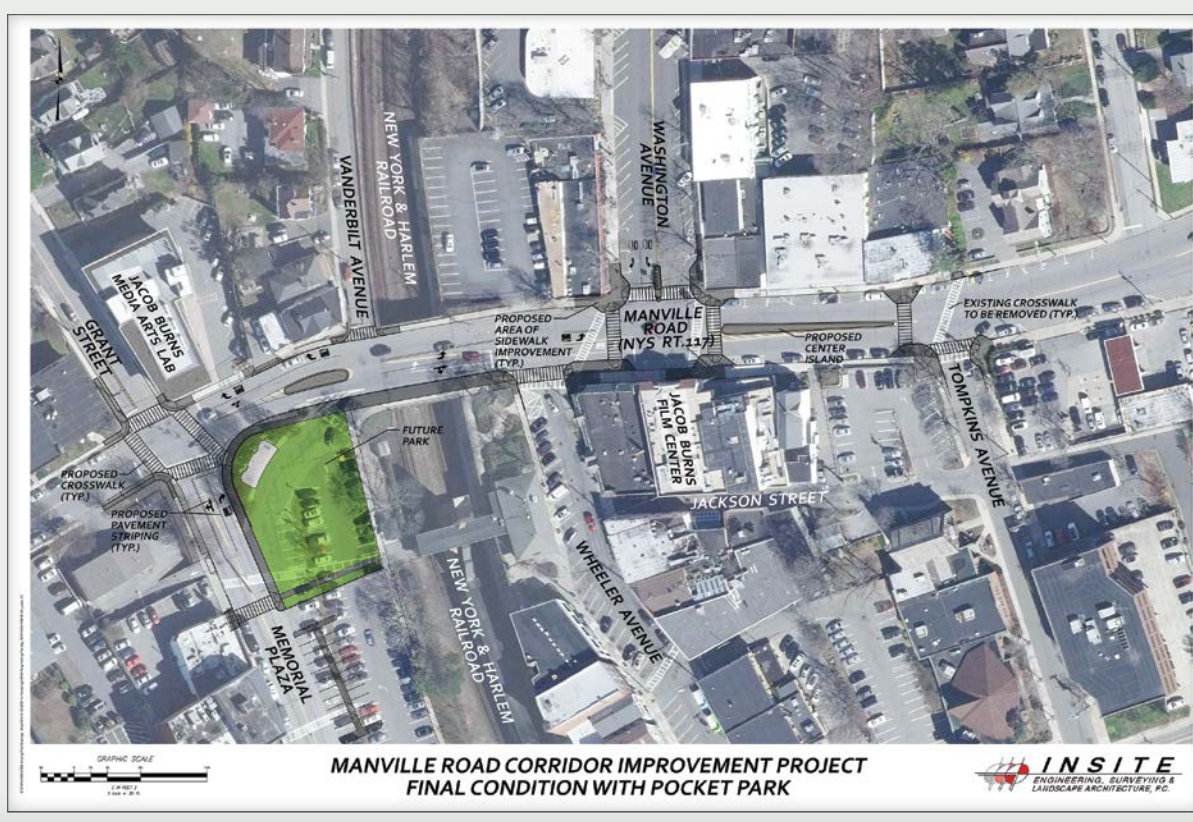 NEW YORK & HARLEM
RAILROAD
VANDERBILT AVENUE
WASHINGTON
AVENUE
JACOB BURNS
MEDIA ARTS LAB
GRANT
STREET
PROPOSED
AREA OF
SIDEWALK
IMPROVEMENT
(TYP.)
MANVILLE
ROAD
(NYS RT.117)
PROPOSED
CENTER
ISLAND
EXISTING CROSSWALK
TO BE REMOVED (TYP.)
TOMPKINS AVENUE
JACOB BURNS
FILM CENTER
JACKSON STREET
FUTURE
PARK
PROPOSED
CROSSWALK
(TYP.)
PROPOSED
PAVEMENT
STRIPING
(TYP.)
WHEELER AVENUE
NEW YORK & HARLEM
RAILROAD
MEMORIAL
PLAZA
GRAPHIC SCALE
MANVILLE ROAD CORRIDOR IMPROVEMENT PROJECT
FINAL CONDITION WITH POCKET PARK
INSITE
ENGINEERING, SURVEYING &
LANDSCAPE ARCHITECTURE, P.C.